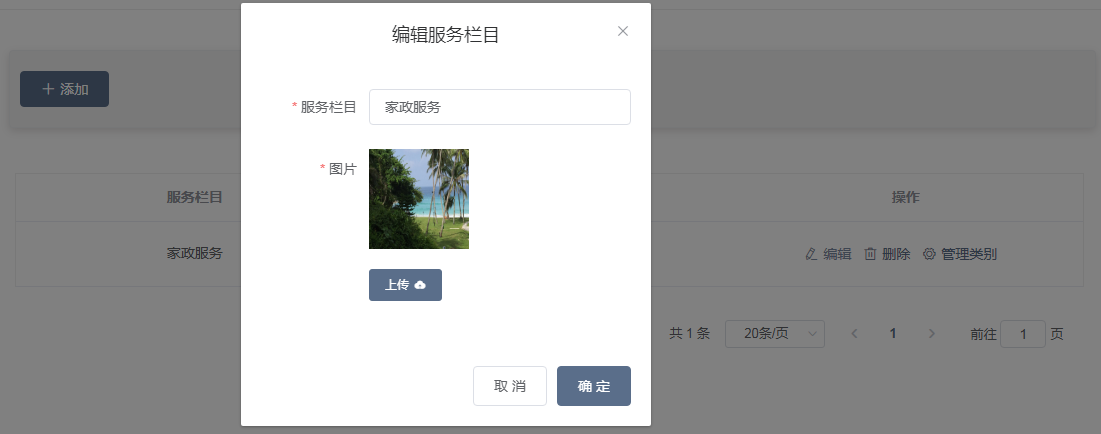 编辑服务栏目
添加
* 服务栏目
家政服务
* 图片
服务栏目
操作
家政服务
编辑 删除 管理类别
上传
共 1 条 20条/页 1 前往 1 页
取 消 确 定